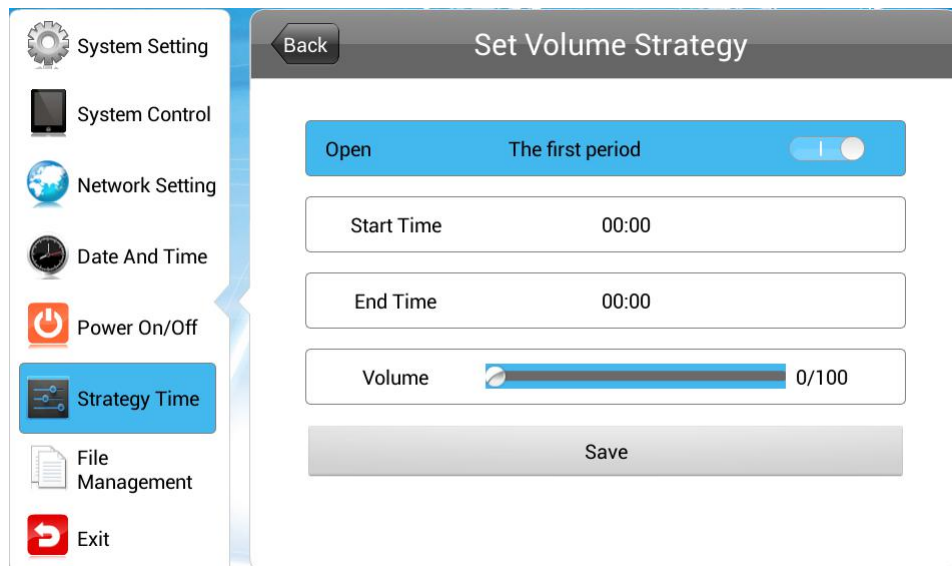 System Setting
System Control
Network Setting
Date And Time
Power On/Off
Strategy Time
File
Management
Exit
Back
Set Volume Strategy
Open The first period
Start Time 00:00
End Time 00:00
Volume 0/100
Save